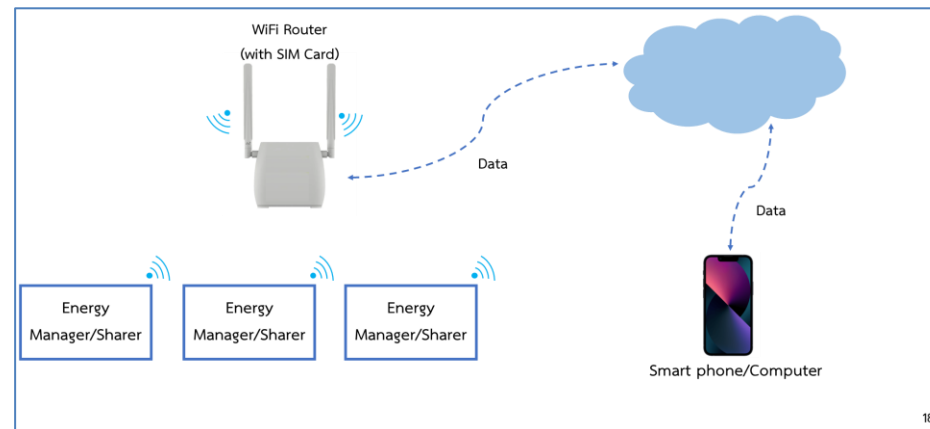 WiFi Router
(with SIM Card)
Data
Data
Energy
Manager/Sharer
Energy
Manager/Sharer
Energy
Manager/Sharer
Smart phone/Computer
18